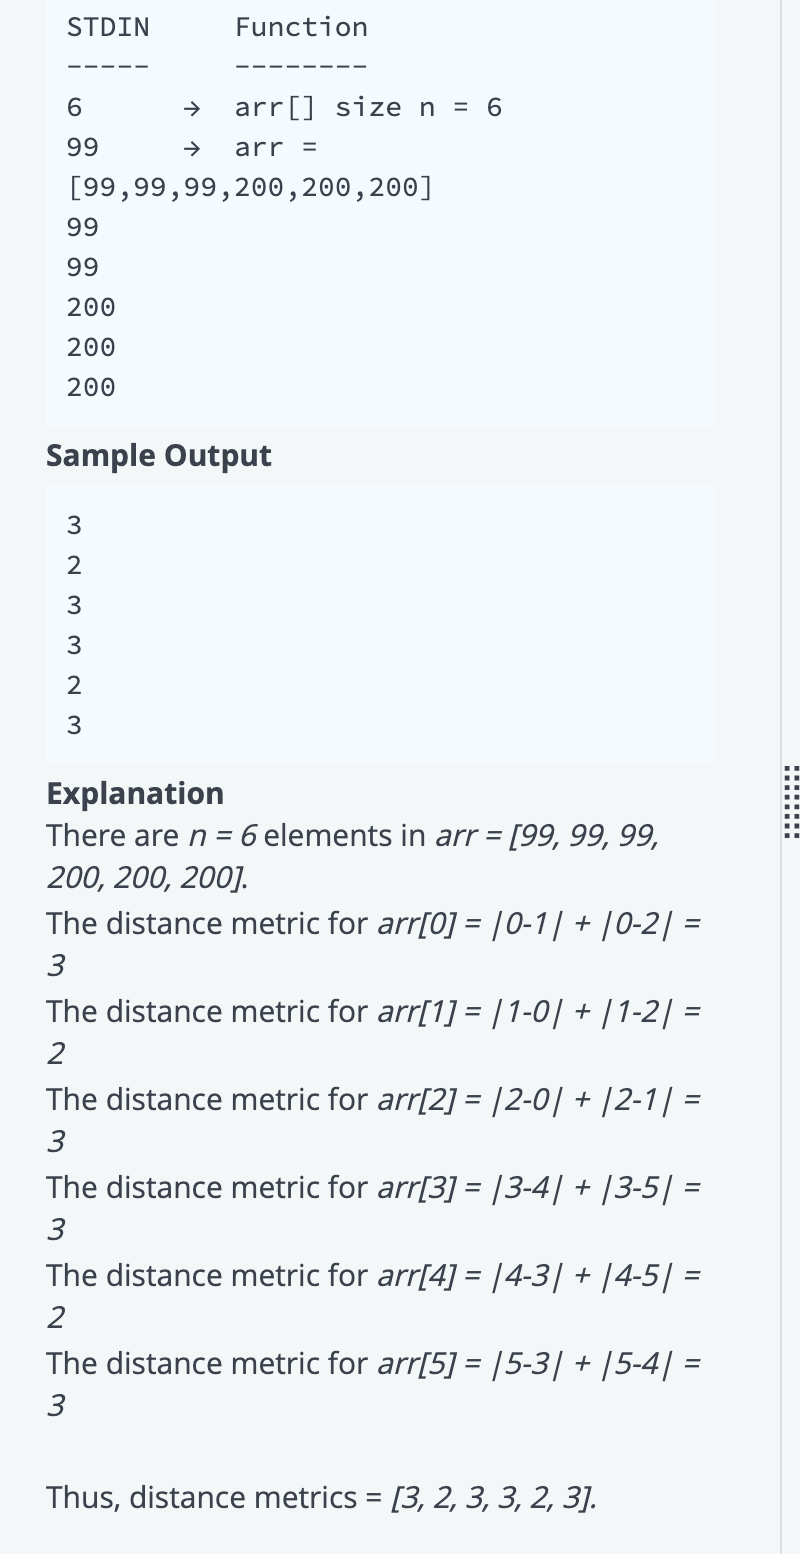 STDIN     Function
-----     --------
6      →  arr[] size n = 6
99     →  arr =
[99,99,99,200,200,200]
99
99
200
200
200
Sample Output
3
2
3
3
2
3
Explanation
There are n = 6 elements in arr = [99, 99, 99,
200, 200, 200].
The distance metric for arr[0] = |0-1| + |0-2| =
3
The distance metric for arr[1] = |1-0| + |1-2| =
2
The distance metric for arr[2] = |2-0| + |2-1| =
3
The distance metric for arr[3] = |3-4| + |3-5| =
3
The distance metric for arr[4] = |4-3| + |4-5| =
2
The distance metric for arr[5] = |5-3| + |5-4| =
3
Thus, distance metrics = [3, 2, 3, 3, 2, 3].